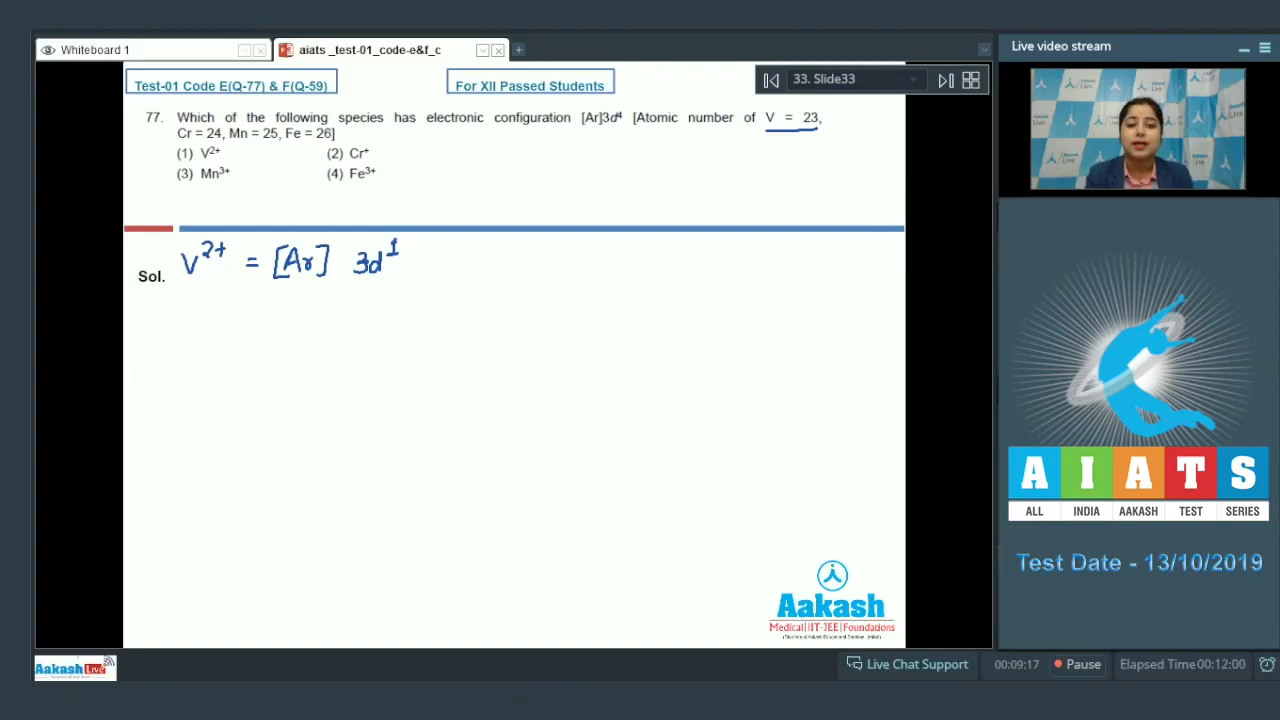 Whiteboard 1
aiats _test-01_code-e&f_c
Live video stream
Test-01 Code E(Q-77) & F(Q-59)
For XII Passed Students
33. Slide33
77. Which of the following species has electronic configuration [Ar]3d⁴ [Atomic number of V = 23,
Cr = 24, Mn = 25, Fe = 26]
(1) V²⁺ (2) Cr⁺
(3) Mn³⁺ (4) Fe³⁺
Sol. V²⁺ = [Ar] 3d¹
A I A T S
ALL INDIA AAKASH TEST SERIES
Test Date - 13/10/2019
Aakash
Medical|IIT-JEE|Foundations
Aakash Live
Live Chat Support
00:09:17
Pause
Elapsed Time 00:12:00